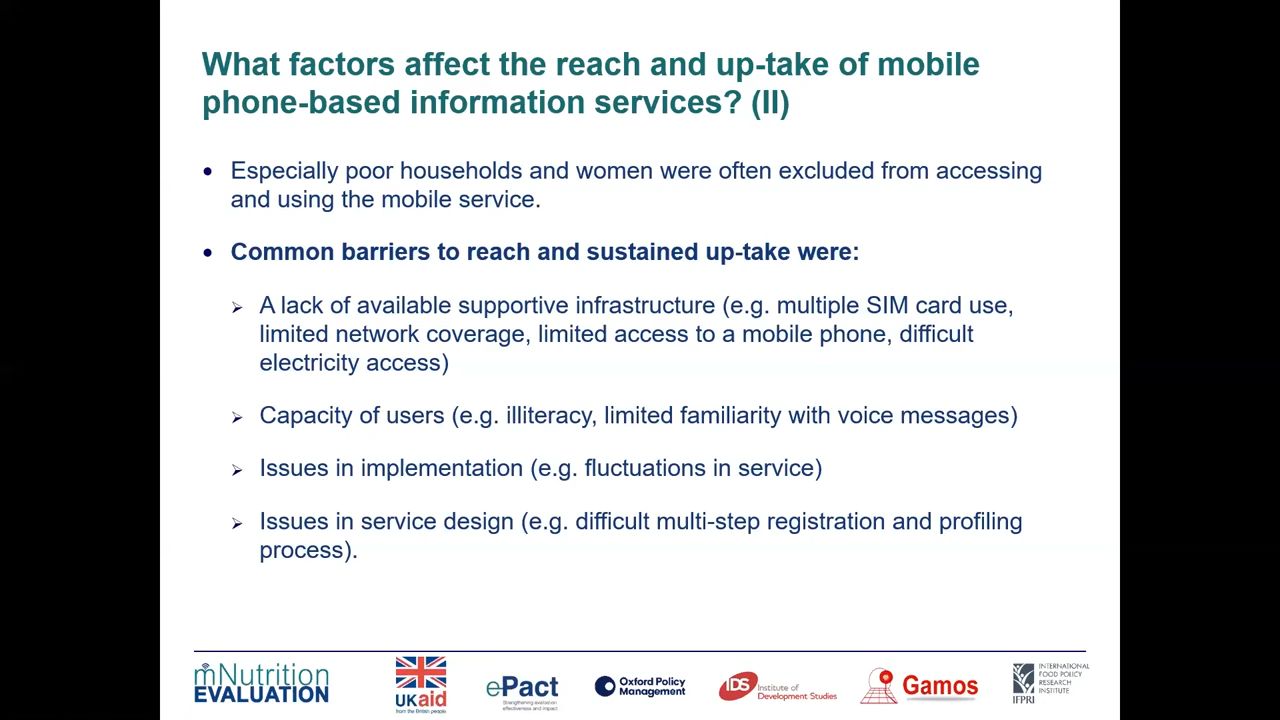 What factors affect the reach and up-take of mobile
phone-based information services? (II)
• Especially poor households and women were often excluded from accessing
and using the mobile service.
• Common barriers to reach and sustained up-take were:
➢ A lack of available supportive infrastructure (e.g. multiple SIM card use,
limited network coverage, limited access to a mobile phone, difficult
electricity access)
➢ Capacity of users (e.g. illiteracy, limited familiarity with voice messages)
➢ Issues in implementation (e.g. fluctuations in service)
➢ Issues in service design (e.g. difficult multi-step registration and profiling
process).
mNutrition
EVALUATION
UKaid
from the British people
ePact
Strengthening evaluation
effectiveness and impact
Oxford Policy
Management
IDS
Institute of
Development Studies
Gamos
IFPRI
INTERNATIONAL
FOOD POLICY
RESEARCH
INSTITUTE